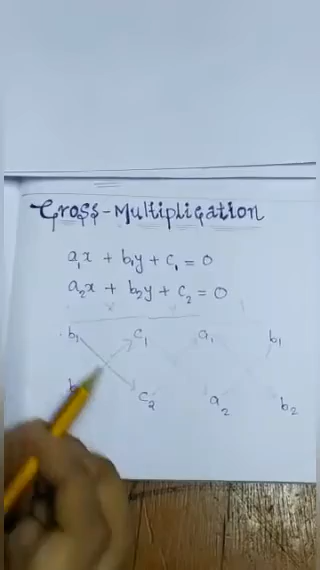 Cross-Multiplication
a₁x + b₁y + c₁ = 0
a₂x + b₂y + c₂ = 0
b₁ c₁ a₁ b₁
b c₂ a₂ b₂